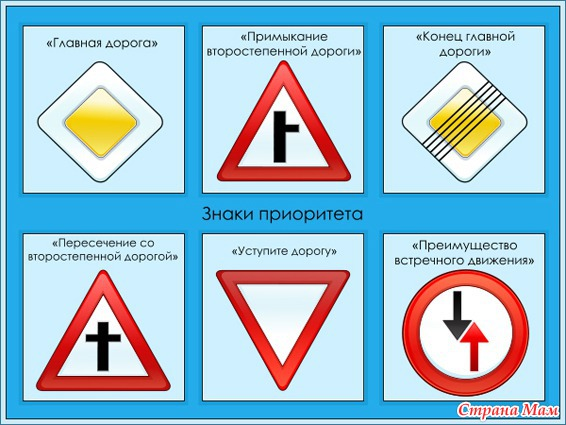 «Главная дорога»
«Примыкание
второстепенной дороги»
«Конец главной
дороги»
Знаки приоритета
«Пересечение со
второстепенной дорогой»
«Уступите дорогу»
«Преимущество
встречного движения»
Страна Мам